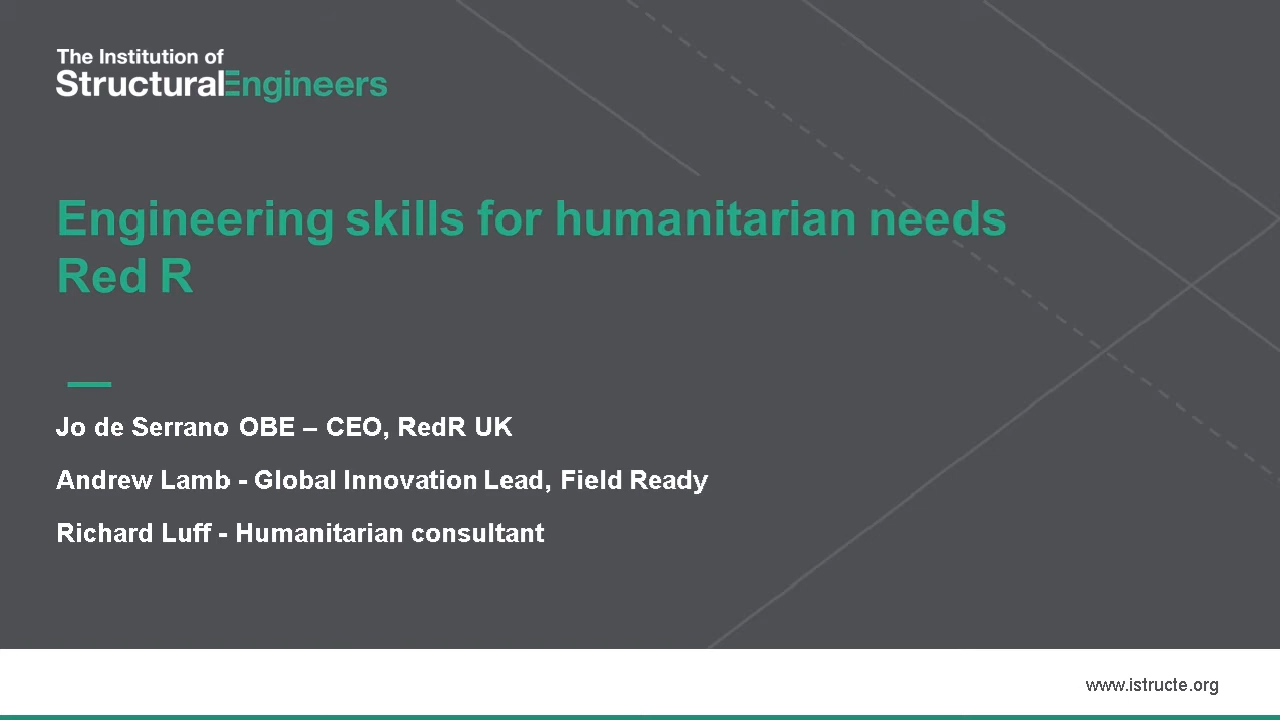 The Institution of
StructuralEngineers
Engineering skills for humanitarian needs
Red R
Jo de Serrano OBE – CEO, RedR UK
Andrew Lamb - Global Innovation Lead, Field Ready
Richard Luff - Humanitarian consultant
www.istructe.org